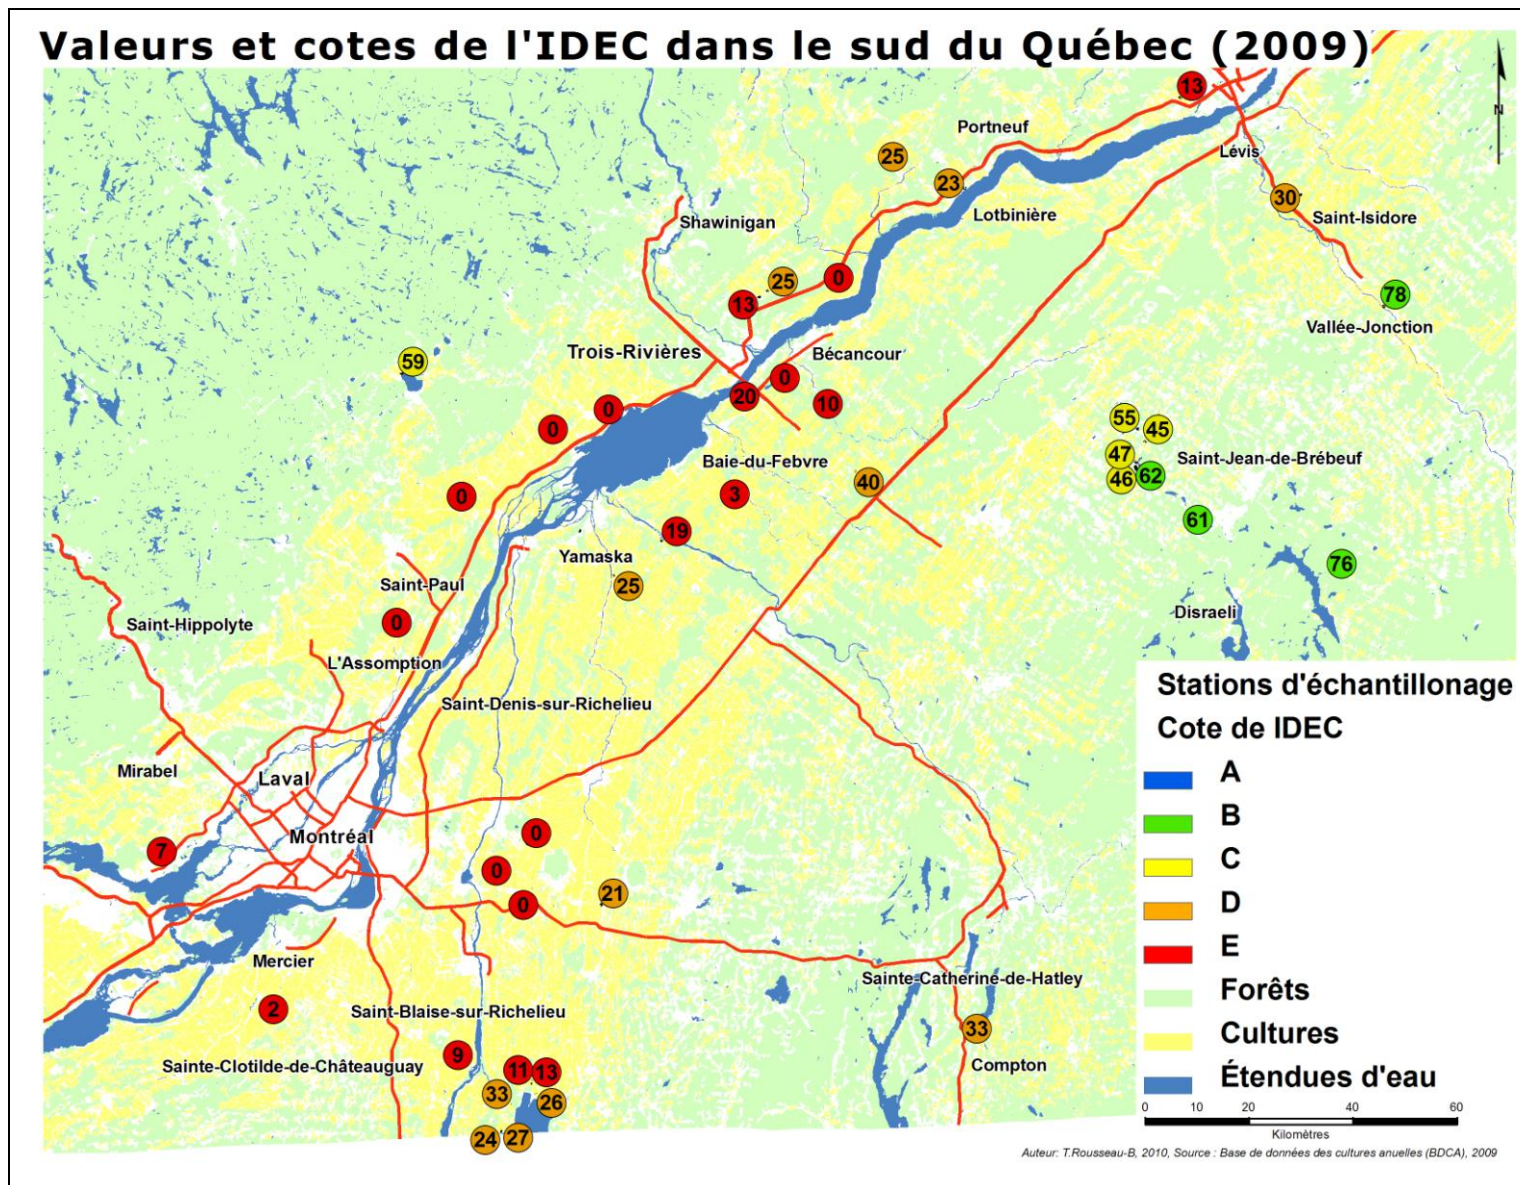 Valeurs et cotes de l'IDEC dans le sud du Québec (2009)
N
13
Portneuf
25
Lévis
23
30
Lotbinière
Saint-Isidore
Shawinigan
25
0
13
78
Vallée-Jonction
Trois-Rivières
Bécancour
59
0
20
10
0
0
55
45
47
Saint-Jean-de-Brébeuf
Baie-du-Febvre
46
62
40
3
0
61
19
Yamaska
76
Saint-Paul
25
Disraeli
Saint-Hippolyte
0
L'Assomption
Saint-Denis-sur-Richelieu
Mirabel
Laval
Montréal
7
0
0
21
0
Mercier
Sainte-Catherine-de-Hatley
2
Saint-Blaise-sur-Richelieu
33
Sainte-Clotilde-de-Châteauguay
9
11
13
Compton
33
26
24
27
Stations d'échantillonage
Cote de IDEC
A
B
C
D
E
Forêts
Cultures
Étendues d'eau
0 10 20 40 60
Kilomètres
Auteur: T.Rousseau-B, 2010, Source : Base de données des cultures anuelles (BDCA), 2009